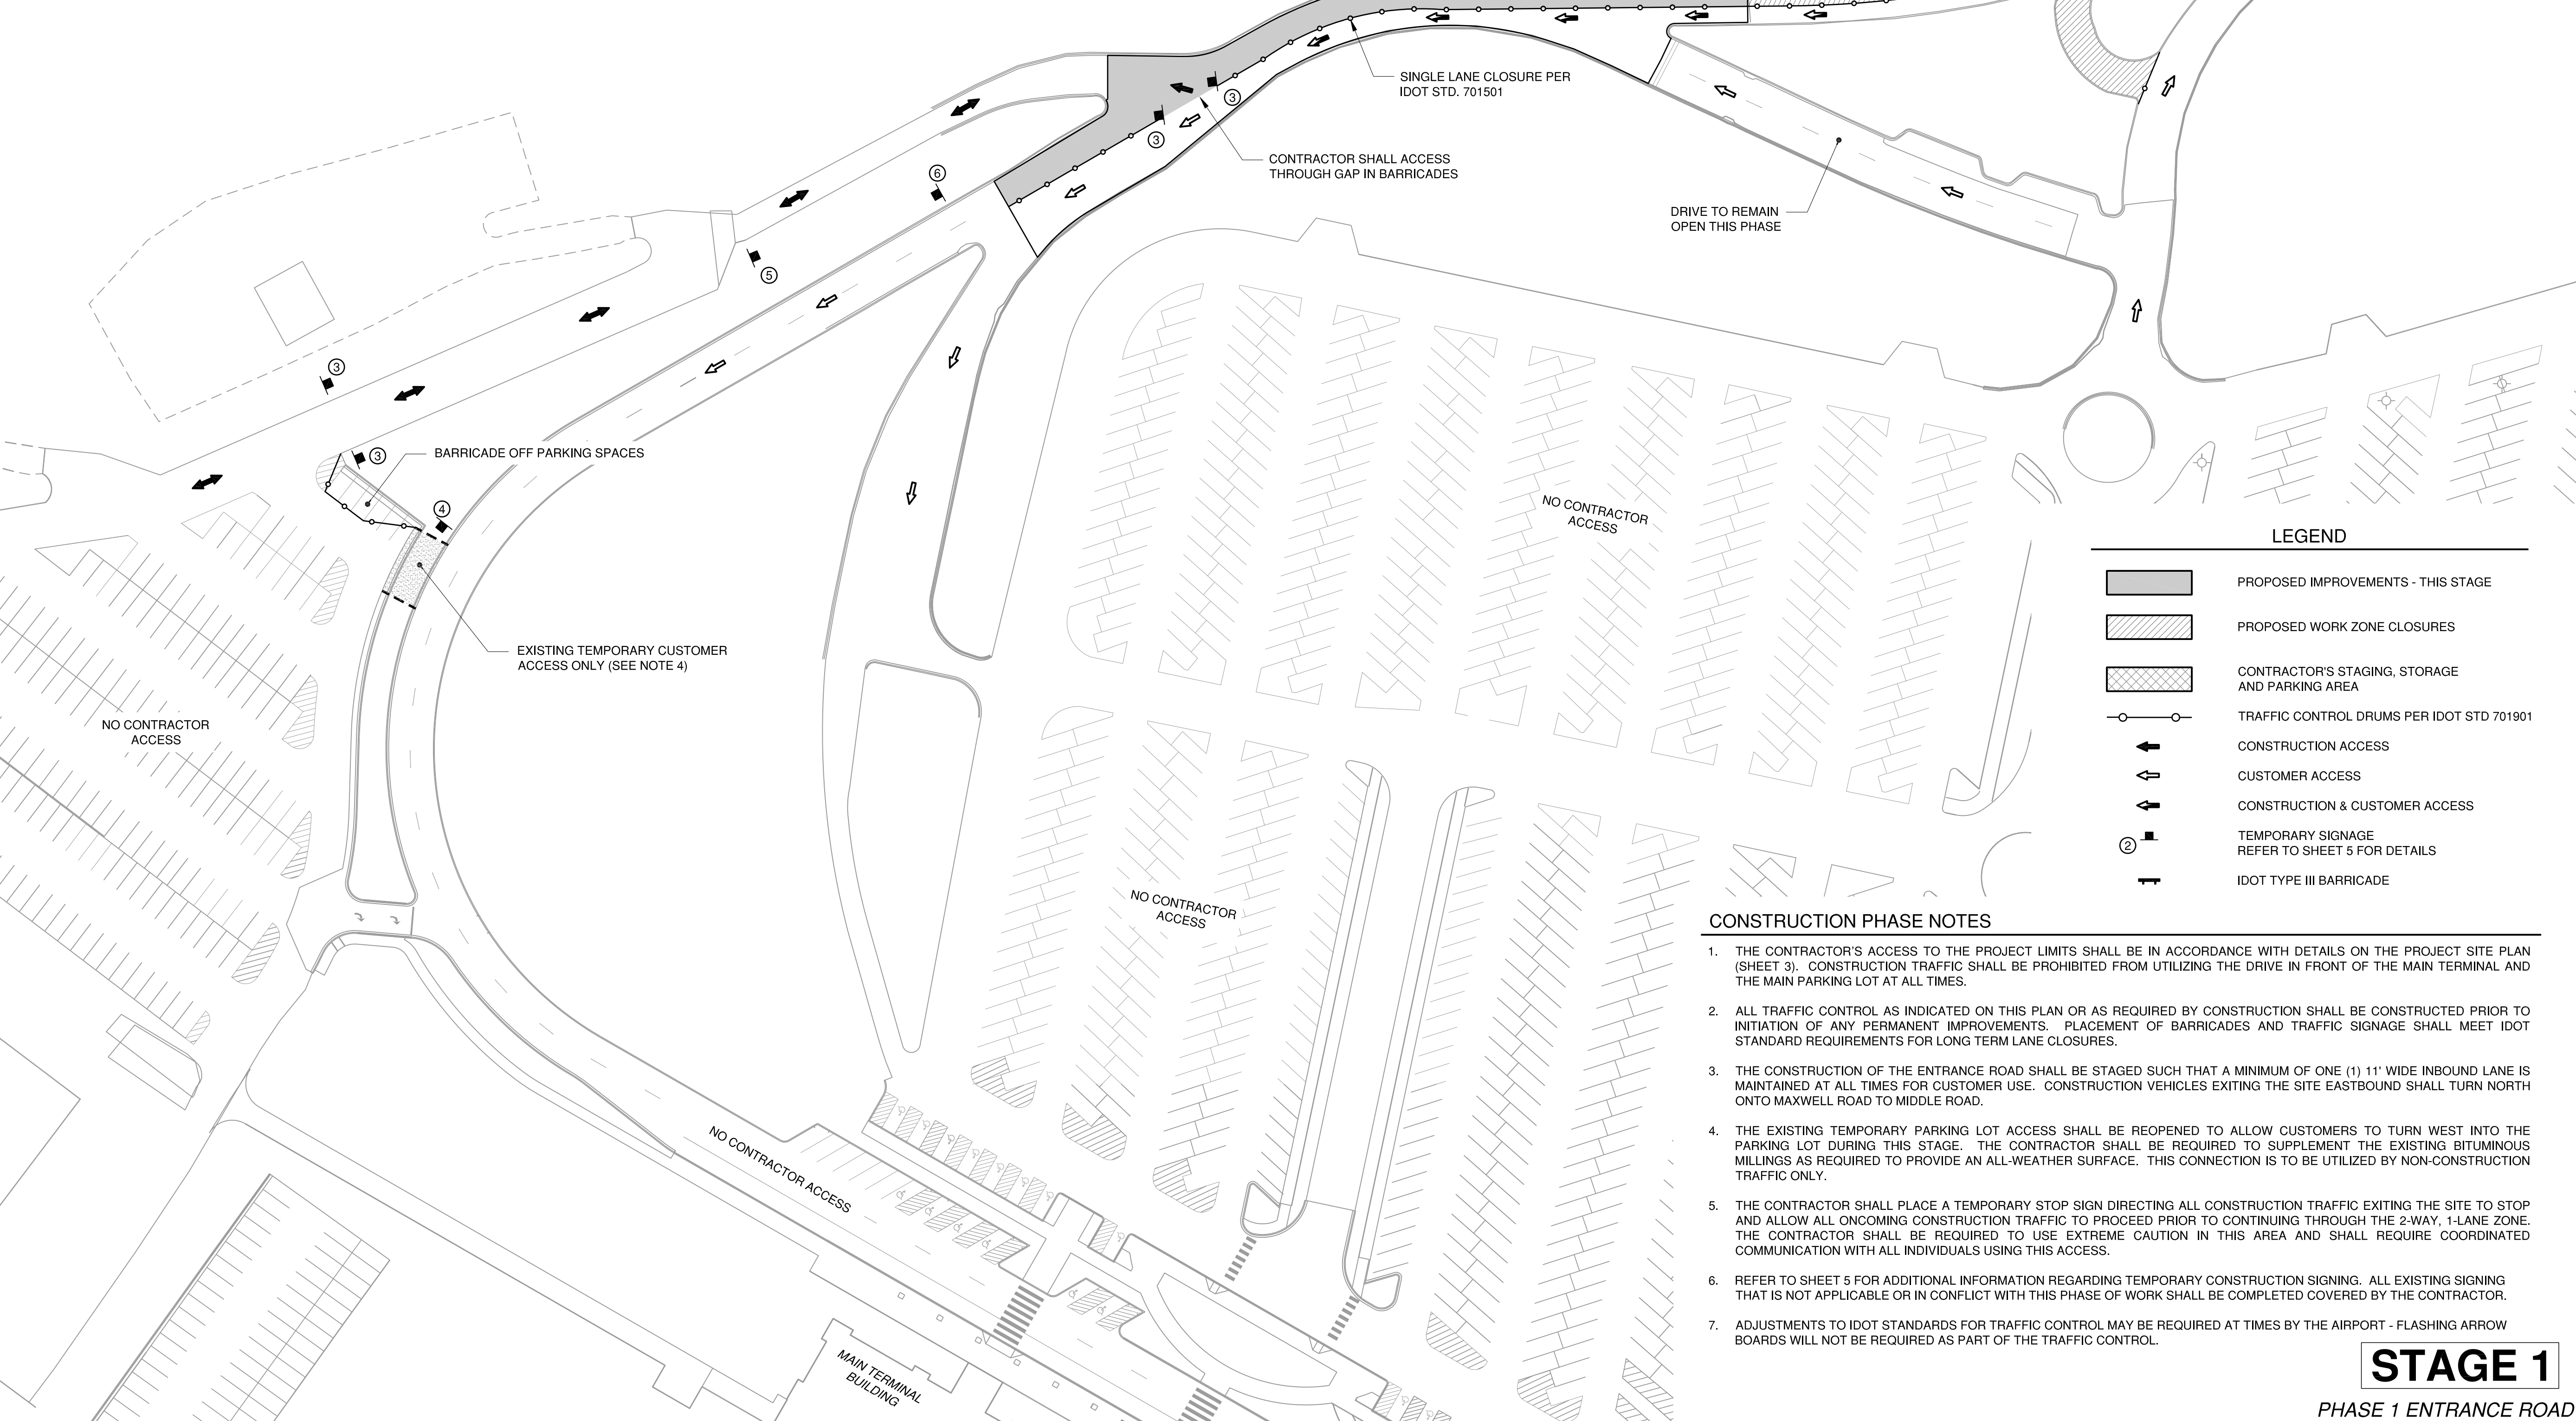 SINGLE LANE CLOSURE PER
IDOT STD. 701501
3
3
CONTRACTOR SHALL ACCESS
THROUGH GAP IN BARRICADES
6
DRIVE TO REMAIN
OPEN THIS PHASE
5
3
BARRICADE OFF PARKING SPACES
3
4
NO CONTRACTOR
ACCESS
EXISTING TEMPORARY CUSTOMER
ACCESS ONLY (SEE NOTE 4)
NO CONTRACTOR
ACCESS
NO CONTRACTOR
ACCESS
NO CONTRACTOR ACCESS
MAIN TERMINAL
BUILDING
LEGEND
PROPOSED IMPROVEMENTS - THIS STAGE
PROPOSED WORK ZONE CLOSURES
CONTRACTOR'S STAGING, STORAGE
AND PARKING AREA
TRAFFIC CONTROL DRUMS PER IDOT STD 701901
CONSTRUCTION ACCESS
CUSTOMER ACCESS
CONSTRUCTION & CUSTOMER ACCESS
2 TEMPORARY SIGNAGE
REFER TO SHEET 5 FOR DETAILS
IDOT TYPE III BARRICADE
CONSTRUCTION PHASE NOTES
1. THE CONTRACTOR'S ACCESS TO THE PROJECT LIMITS SHALL BE IN ACCORDANCE WITH DETAILS ON THE PROJECT SITE PLAN
(SHEET 3). CONSTRUCTION TRAFFIC SHALL BE PROHIBITED FROM UTILIZING THE DRIVE IN FRONT OF THE MAIN TERMINAL AND
THE MAIN PARKING LOT AT ALL TIMES.
2. ALL TRAFFIC CONTROL AS INDICATED ON THIS PLAN OR AS REQUIRED BY CONSTRUCTION SHALL BE CONSTRUCTED PRIOR TO
INITIATION OF ANY PERMANENT IMPROVEMENTS. PLACEMENT OF BARRICADES AND TRAFFIC SIGNAGE SHALL MEET IDOT
STANDARD REQUIREMENTS FOR LONG TERM LANE CLOSURES.
3. THE CONSTRUCTION OF THE ENTRANCE ROAD SHALL BE STAGED SUCH THAT A MINIMUM OF ONE (1) 11' WIDE INBOUND LANE IS
MAINTAINED AT ALL TIMES FOR CUSTOMER USE. CONSTRUCTION VEHICLES EXITING THE SITE EASTBOUND SHALL TURN NORTH
ONTO MAXWELL ROAD TO MIDDLE ROAD.
4. THE EXISTING TEMPORARY PARKING LOT ACCESS SHALL BE REOPENED TO ALLOW CUSTOMERS TO TURN WEST INTO THE
PARKING LOT DURING THIS STAGE. THE CONTRACTOR SHALL BE REQUIRED TO SUPPLEMENT THE EXISTING BITUMINOUS
MILLINGS AS REQUIRED TO PROVIDE AN ALL-WEATHER SURFACE. THIS CONNECTION IS TO BE UTILIZED BY NON-CONSTRUCTION
TRAFFIC ONLY.
5. THE CONTRACTOR SHALL PLACE A TEMPORARY STOP SIGN DIRECTING ALL CONSTRUCTION TRAFFIC EXITING THE SITE TO STOP
AND ALLOW ALL ONCOMING CONSTRUCTION TRAFFIC TO PROCEED PRIOR TO CONTINUING THROUGH THE 2-WAY, 1-LANE ZONE.
THE CONTRACTOR SHALL BE REQUIRED TO USE EXTREME CAUTION IN THIS AREA AND SHALL REQUIRE COORDINATED
COMMUNICATION WITH ALL INDIVIDUALS USING THIS ACCESS.
6. REFER TO SHEET 5 FOR ADDITIONAL INFORMATION REGARDING TEMPORARY CONSTRUCTION SIGNING. ALL EXISTING SIGNING
THAT IS NOT APPLICABLE OR IN CONFLICT WITH THIS PHASE OF WORK SHALL BE COMPLETED COVERED BY THE CONTRACTOR.
7. ADJUSTMENTS TO IDOT STANDARDS FOR TRAFFIC CONTROL MAY BE REQUIRED AT TIMES BY THE AIRPORT - FLASHING ARROW
BOARDS WILL NOT BE REQUIRED AS PART OF THE TRAFFIC CONTROL.
STAGE 1
PHASE 1 ENTRANCE ROAD